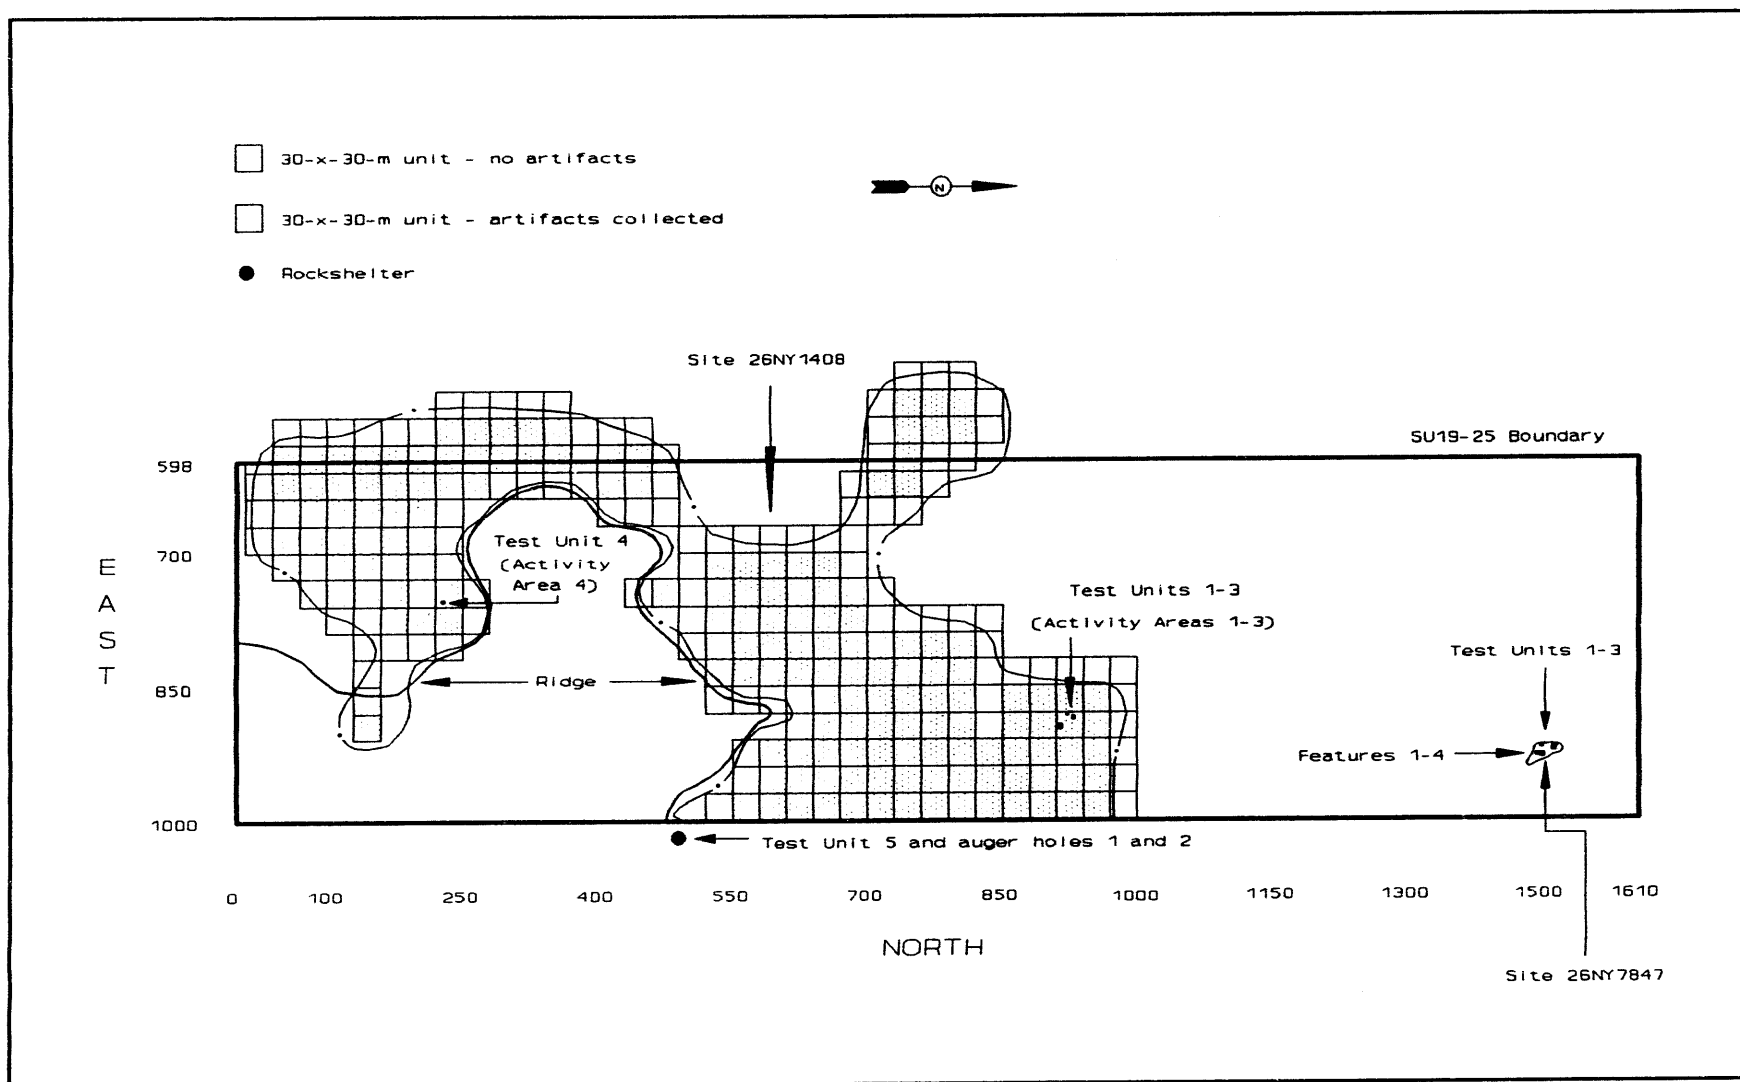 30-x-30-m unit - no artifacts
N
30-x-30-m unit - artifacts collected
Rockshelter
Site 26NY1408
SU19-25 Boundary
598
Test Unit 4
(Activity
Area 4)
700
EAST
Test Units 1-3
(Activity Areas 1-3)
Test Units 1-3
Ridge
850
Features 1-4
1000
Test Unit 5 and auger holes 1 and 2
0 100 250 400 550 700 850 1000 1150 1300 1500 1610
NORTH
Site 26NY7847